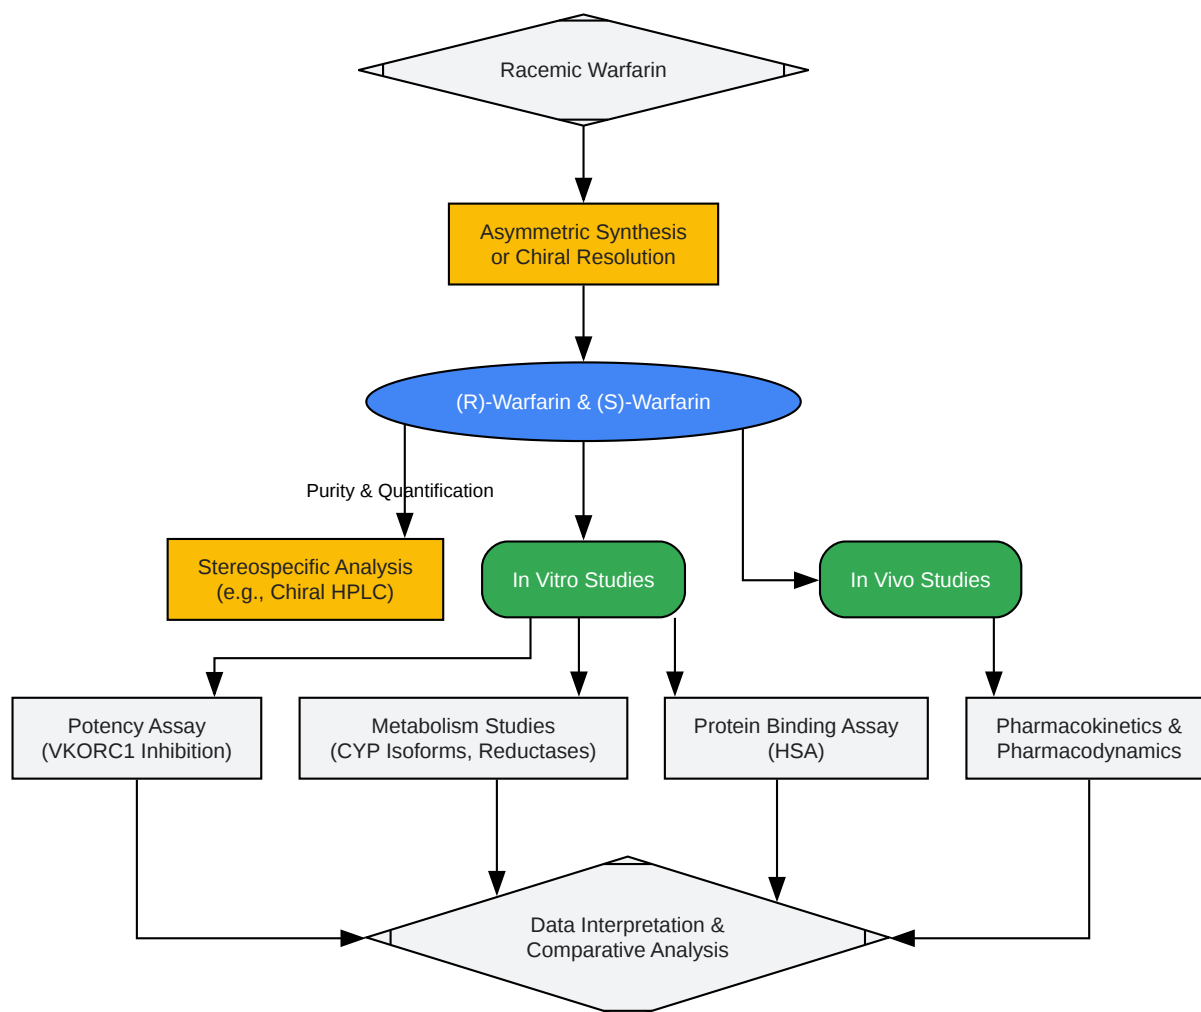 Racemic Warfarin
Asymmetric Synthesis
or Chiral Resolution
(R)-Warfarin & (S)-Warfarin
Purity & Quantification
Stereospecific Analysis
(e.g., Chiral HPLC)
In Vitro Studies
In Vivo Studies
Potency Assay
(VKORC1 Inhibition)
Metabolism Studies
(CYP Isoforms, Reductases)
Protein Binding Assay
(HSA)
Pharmacokinetics &
Pharmacodynamics
Data Interpretation &
Comparative Analysis